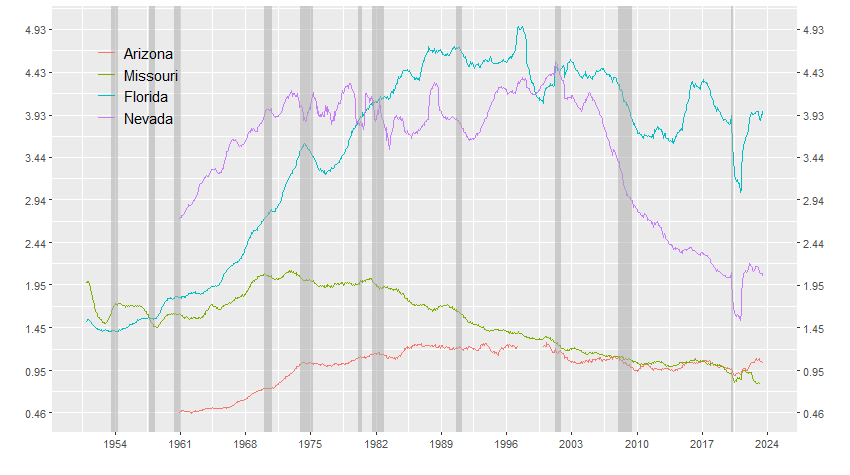 4.93 4.93
Arizona
4.43 Missouri 4.43
Florida
3.93 Nevada 3.93
3.44 3.44
2.94 2.94
2.44 2.44
1.95 1.95
1.45 1.45
0.95 0.95
0.46 0.46
1954 1961 1968 1975 1982 1989 1996 2003 2010 2017 2024